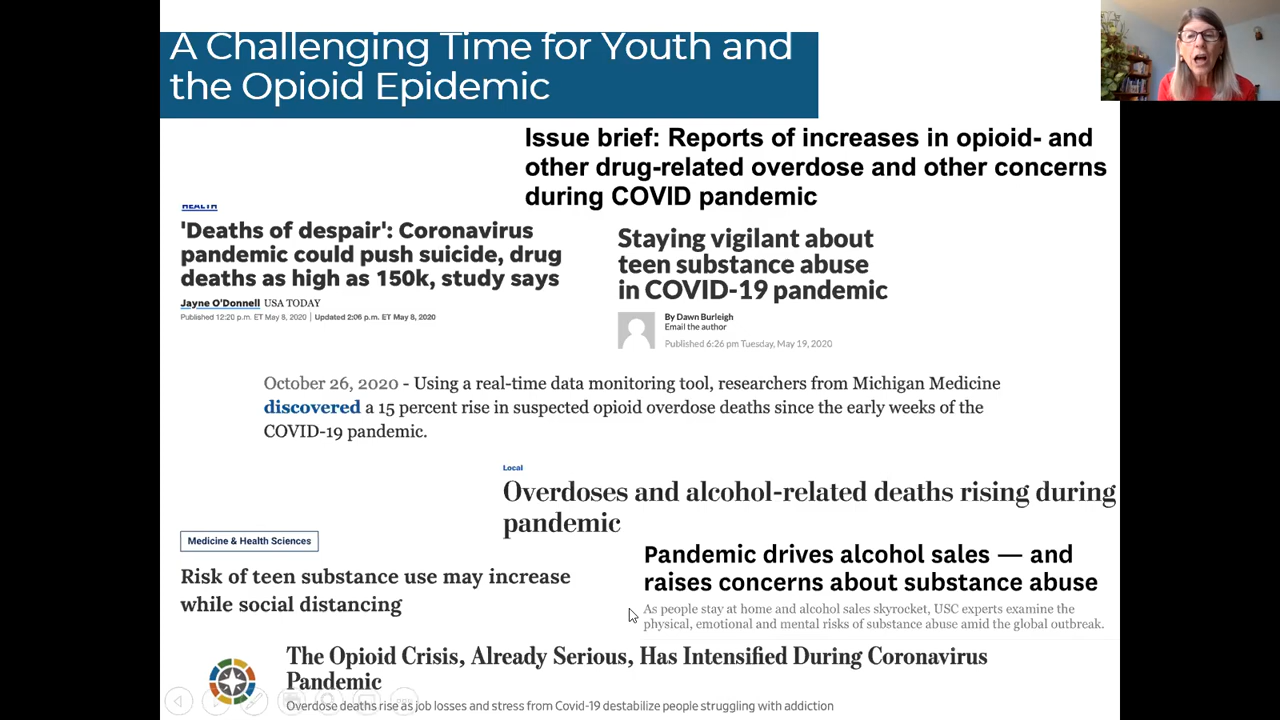 A Challenging Time for Youth and
the Opioid Epidemic
Issue brief: Reports of increases in opioid- and
other drug-related overdose and other concerns
during COVID pandemic
HEALTH
'Deaths of despair': Coronavirus
pandemic could push suicide, drug
deaths as high as 150k, study says
Jayne O'Donnell USA TODAY
Published 12:20 p.m. ET May 8, 2020 | Updated 2:06 p.m. ET May 8, 2020
Staying vigilant about
teen substance abuse
in COVID-19 pandemic
By Dawn Burleigh
Email the author
Published 6:26 pm Tuesday, May 19, 2020
October 26, 2020 - Using a real-time data monitoring tool, researchers from Michigan Medicine
discovered a 15 percent rise in suspected opioid overdose deaths since the early weeks of the
COVID-19 pandemic.
Local
Overdoses and alcohol-related deaths rising during
pandemic
Medicine & Health Sciences
Risk of teen substance use may increase
while social distancing
Pandemic drives alcohol sales — and
raises concerns about substance abuse
As people stay at home and alcohol sales skyrocket, USC experts examine the
physical, emotional and mental risks of substance abuse amid the global outbreak.
The Opioid Crisis, Already Serious, Has Intensified During Coronavirus
Pandemic
Overdose deaths rise as job losses and stress from Covid-19 destabilize people struggling with addiction